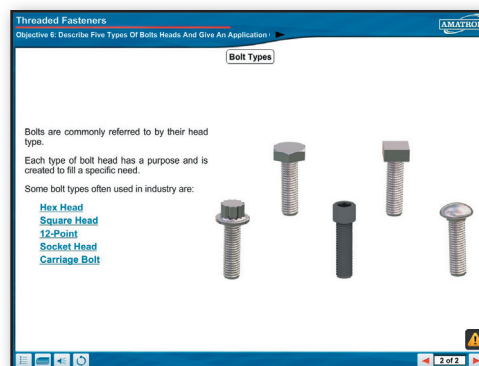 Threaded Fasteners
Objective 6: Describe Five Types Of Bolts Heads And Give An Application
AMATROL
Bolt Types
Bolts are commonly referred to by their head
type.
Each type of bolt head has a purpose and is
created to fill a specific need.
Some bolt types often used in industry are:
Hex Head
Square Head
12-Point
Socket Head
Carriage Bolt
2 of 2